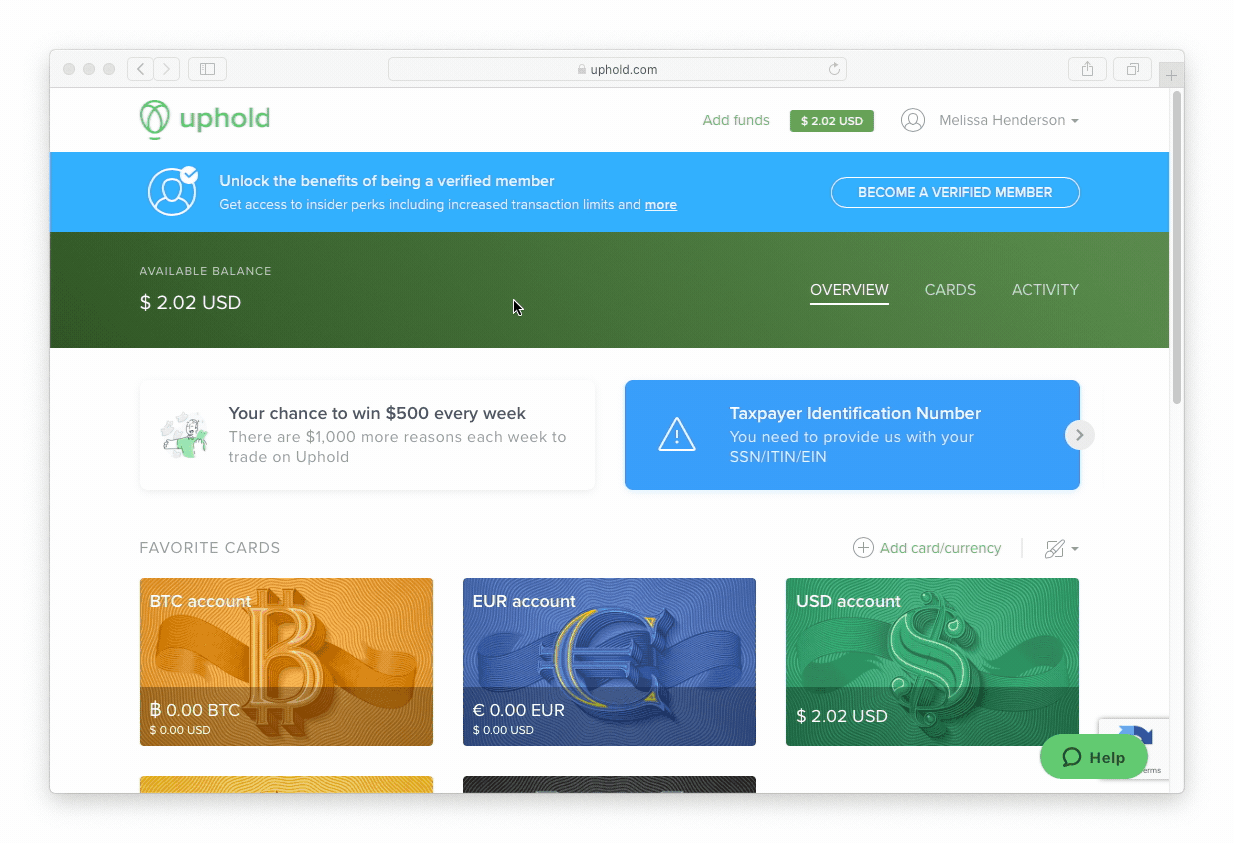 uphold.com
uphold
Add funds
$ 2.02 USD
Melissa Henderson
Unlock the benefits of being a verified member
Get access to insider perks including increased transaction limits and more
BECOME A VERIFIED MEMBER
AVAILABLE BALANCE
$ 2.02 USD
OVERVIEW
CARDS
ACTIVITY
Your chance to win $500 every week
There are $1,000 more reasons each week to
trade on Uphold
Taxpayer Identification Number
You need to provide us with your
SSN/ITIN/EIN
FAVORITE CARDS
Add card/currency
BTC account
฿ 0.00 BTC
$ 0.00 USD
EUR account
€ 0.00 EUR
$ 0.00 USD
USD account
$ 2.02 USD
Help